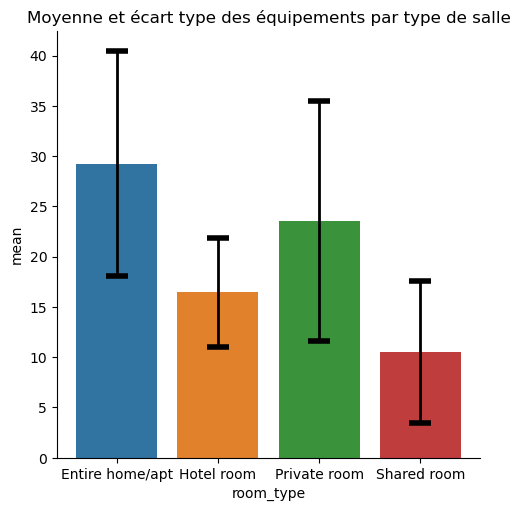 Moyenne et écart type des équipements par type de salle
40
35
30
25
20
15
10
5
0
mean
Entire home/apt Hotel room Private room Shared room
room_type